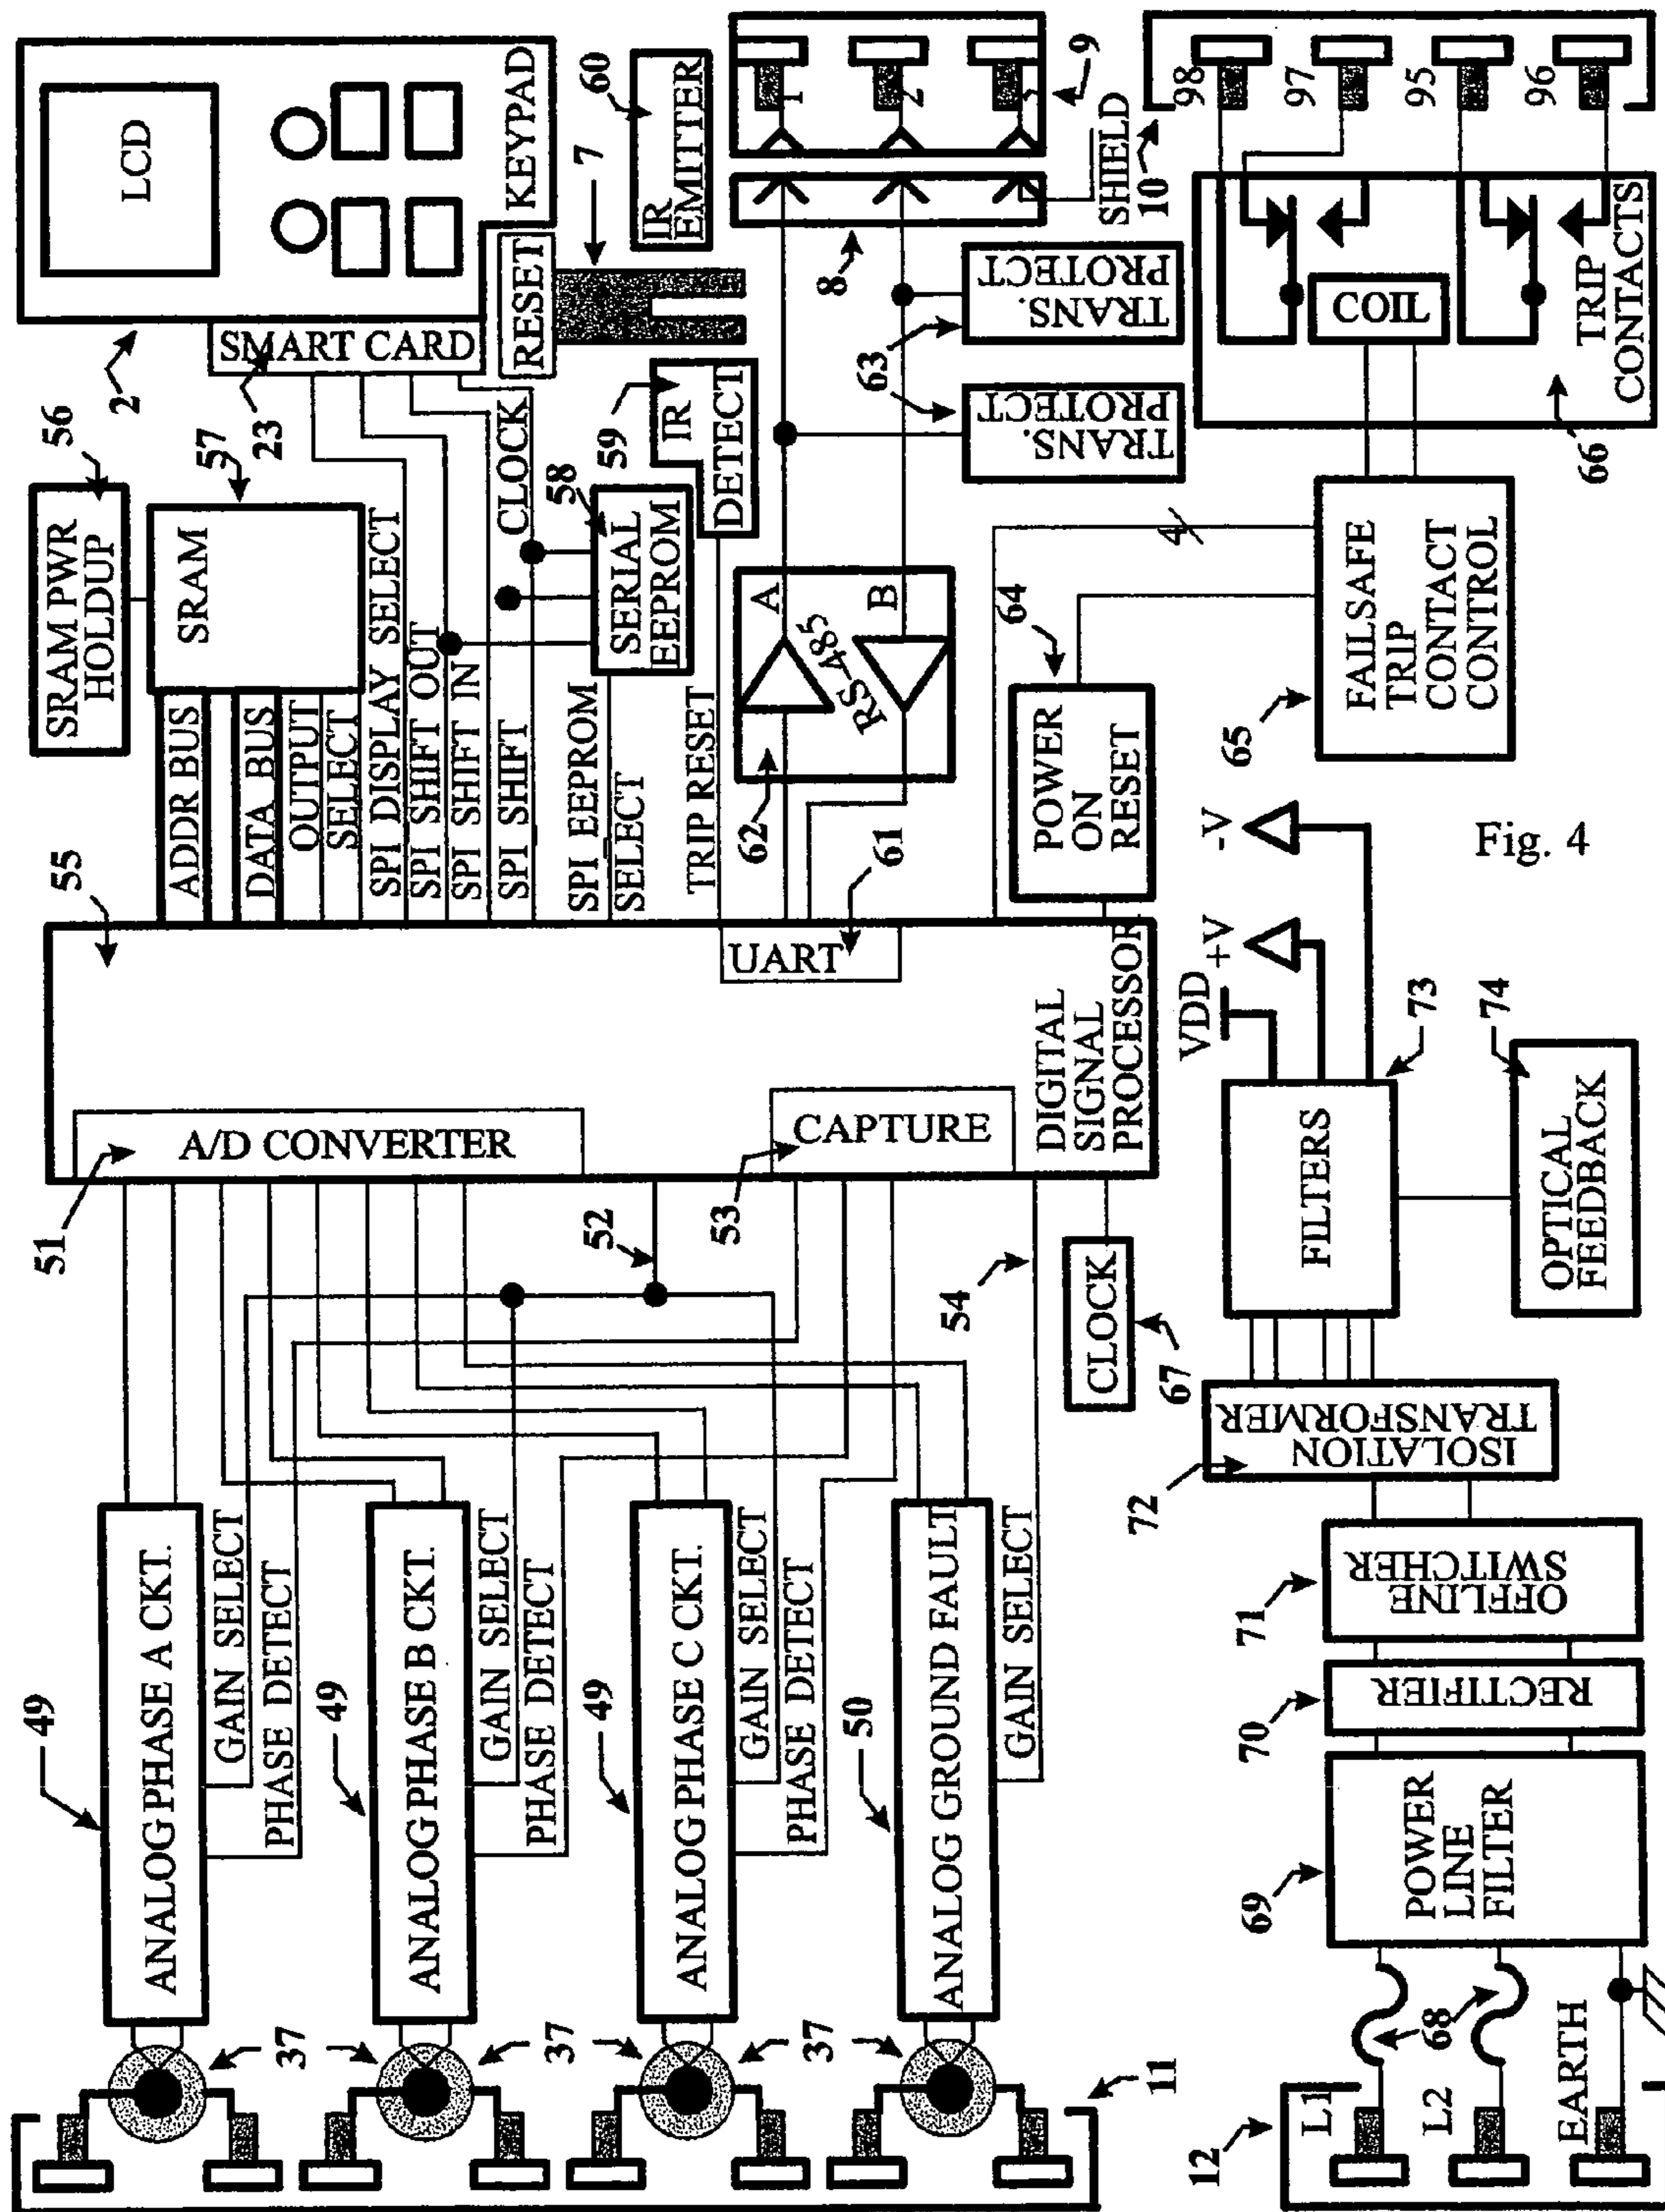 49
ANALOG PHASE A CKT.
GAIN SELECT
PHASE DETECT
49
ANALOG PHASE B CKT.
GAIN SELECT
PHASE DETECT
49
ANALOG PHASE C CKT.
GAIN SELECT
PHASE DETECT
50
ANALOG GROUND FAULT
GAIN SELECT
37
37
37
37
11
51
A/D CONVERTER
52
53
CAPTURE
54
CLOCK
67
55
DIGITAL
SIGNAL
PROCESSOR
UART
61
ADDR BUS
DATA BUS
OUTPUT
SELECT
SPI DISPLAY SELECT
SPI SHIFT OUT
SPI SHIFT IN
SPI SHIFT
CLOCK
SPI EEPROM
SELECT
TRIP RESET
SRAM PWR
HOLDUP
56
SRAM
57
SERIAL
EEPROM
58
59
IR
DETECT
62
A
RS-485
B
2
LCD
KEYPAD
SMART CARD
23
RESET
7
60
IR
EMITTER
8
1
2
3
9
SHIELD
63
TRANS.
PROTECT
TRANS.
PROTECT
64
POWER
ON
RESET
4
65
FAILSAFE
TRIP
CONTACT
CONTROL
COIL
TRIP
CONTACTS
66
10
98
97
95
96
12
L1
L2
EARTH
68
69
POWER
LINE
FILTER
70
RECTIFIER
71
OFFLINE
SWITCHER
72
ISOLATION
TRANSFORMER
FILTERS
73
VDD
+V
-V
OPTICAL
FEEDBACK
74
Fig. 4